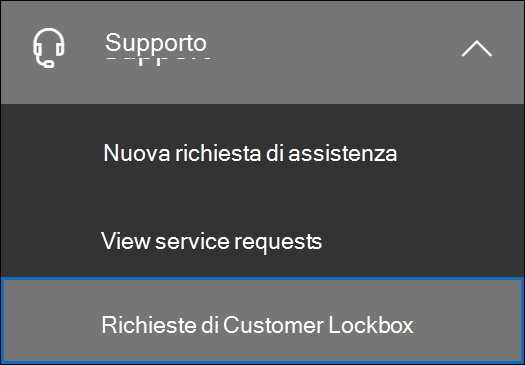 Supporto
Nuova richiesta di assistenza
View service requests
Richieste di Customer Lockbox